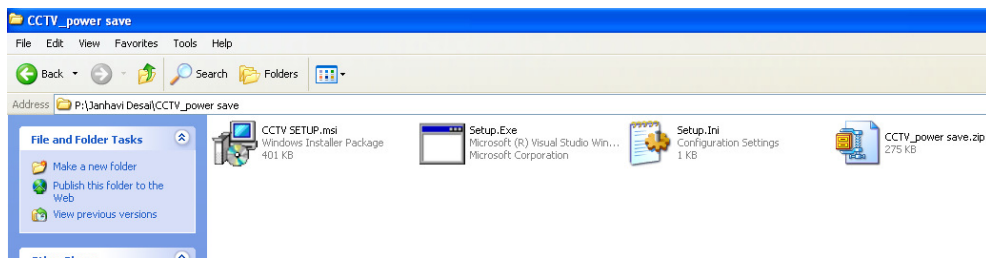 CCTV_power save
File Edit View Favorites Tools Help
Back Search Folders
Address P:\Janhavi Desai\CCTV_power save
File and Folder Tasks
Make a new folder
Publish this folder to the
Web
View previous versions
CCTV SETUP.msi
Windows Installer Package
401 KB
Setup.Exe
Microsoft (R) Visual Studio Win...
Microsoft Corporation
Setup.Ini
Configuration Settings
1 KB
CCTV_power save.zip
275 KB